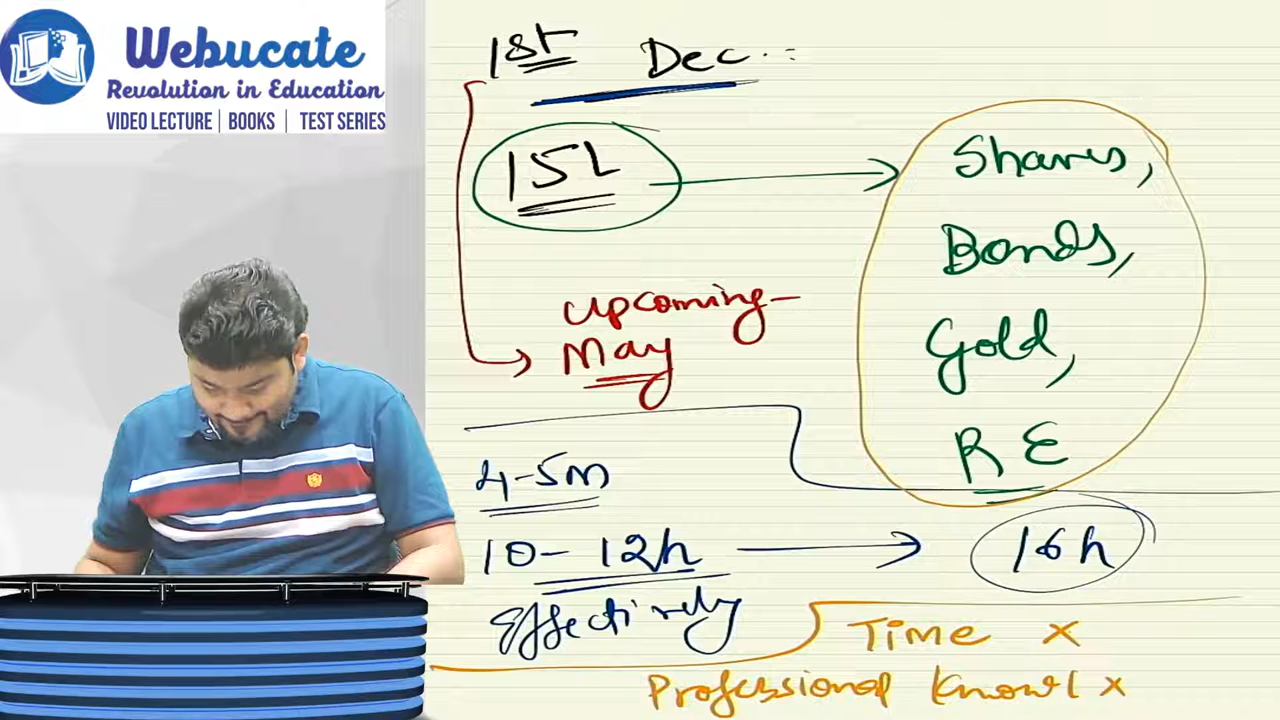 Webucate
Revolution in Education
VIDEO LECTURE | BOOKS | TEST SERIES
1st Dec
15L
Shares,
Bonds,
Gold,
RE
Upcoming
May
4-5m
10-12h
16h
Effectively
Time x
Professional Knowl x